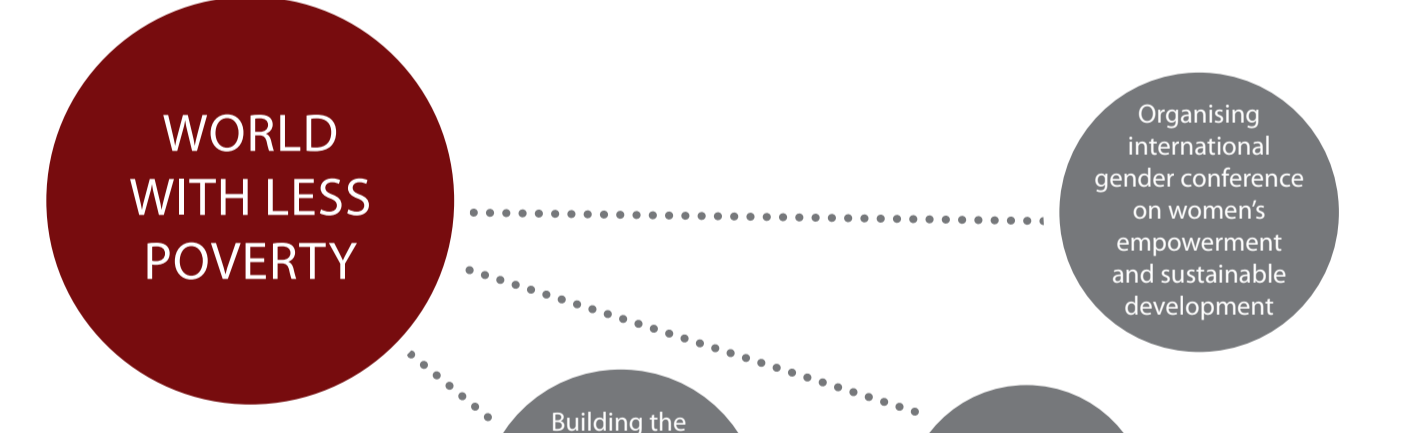 WORLD
WITH LESS
POVERTY
Organising
international
gender conference
on women’s
empowerment
and sustainable
development
Building the